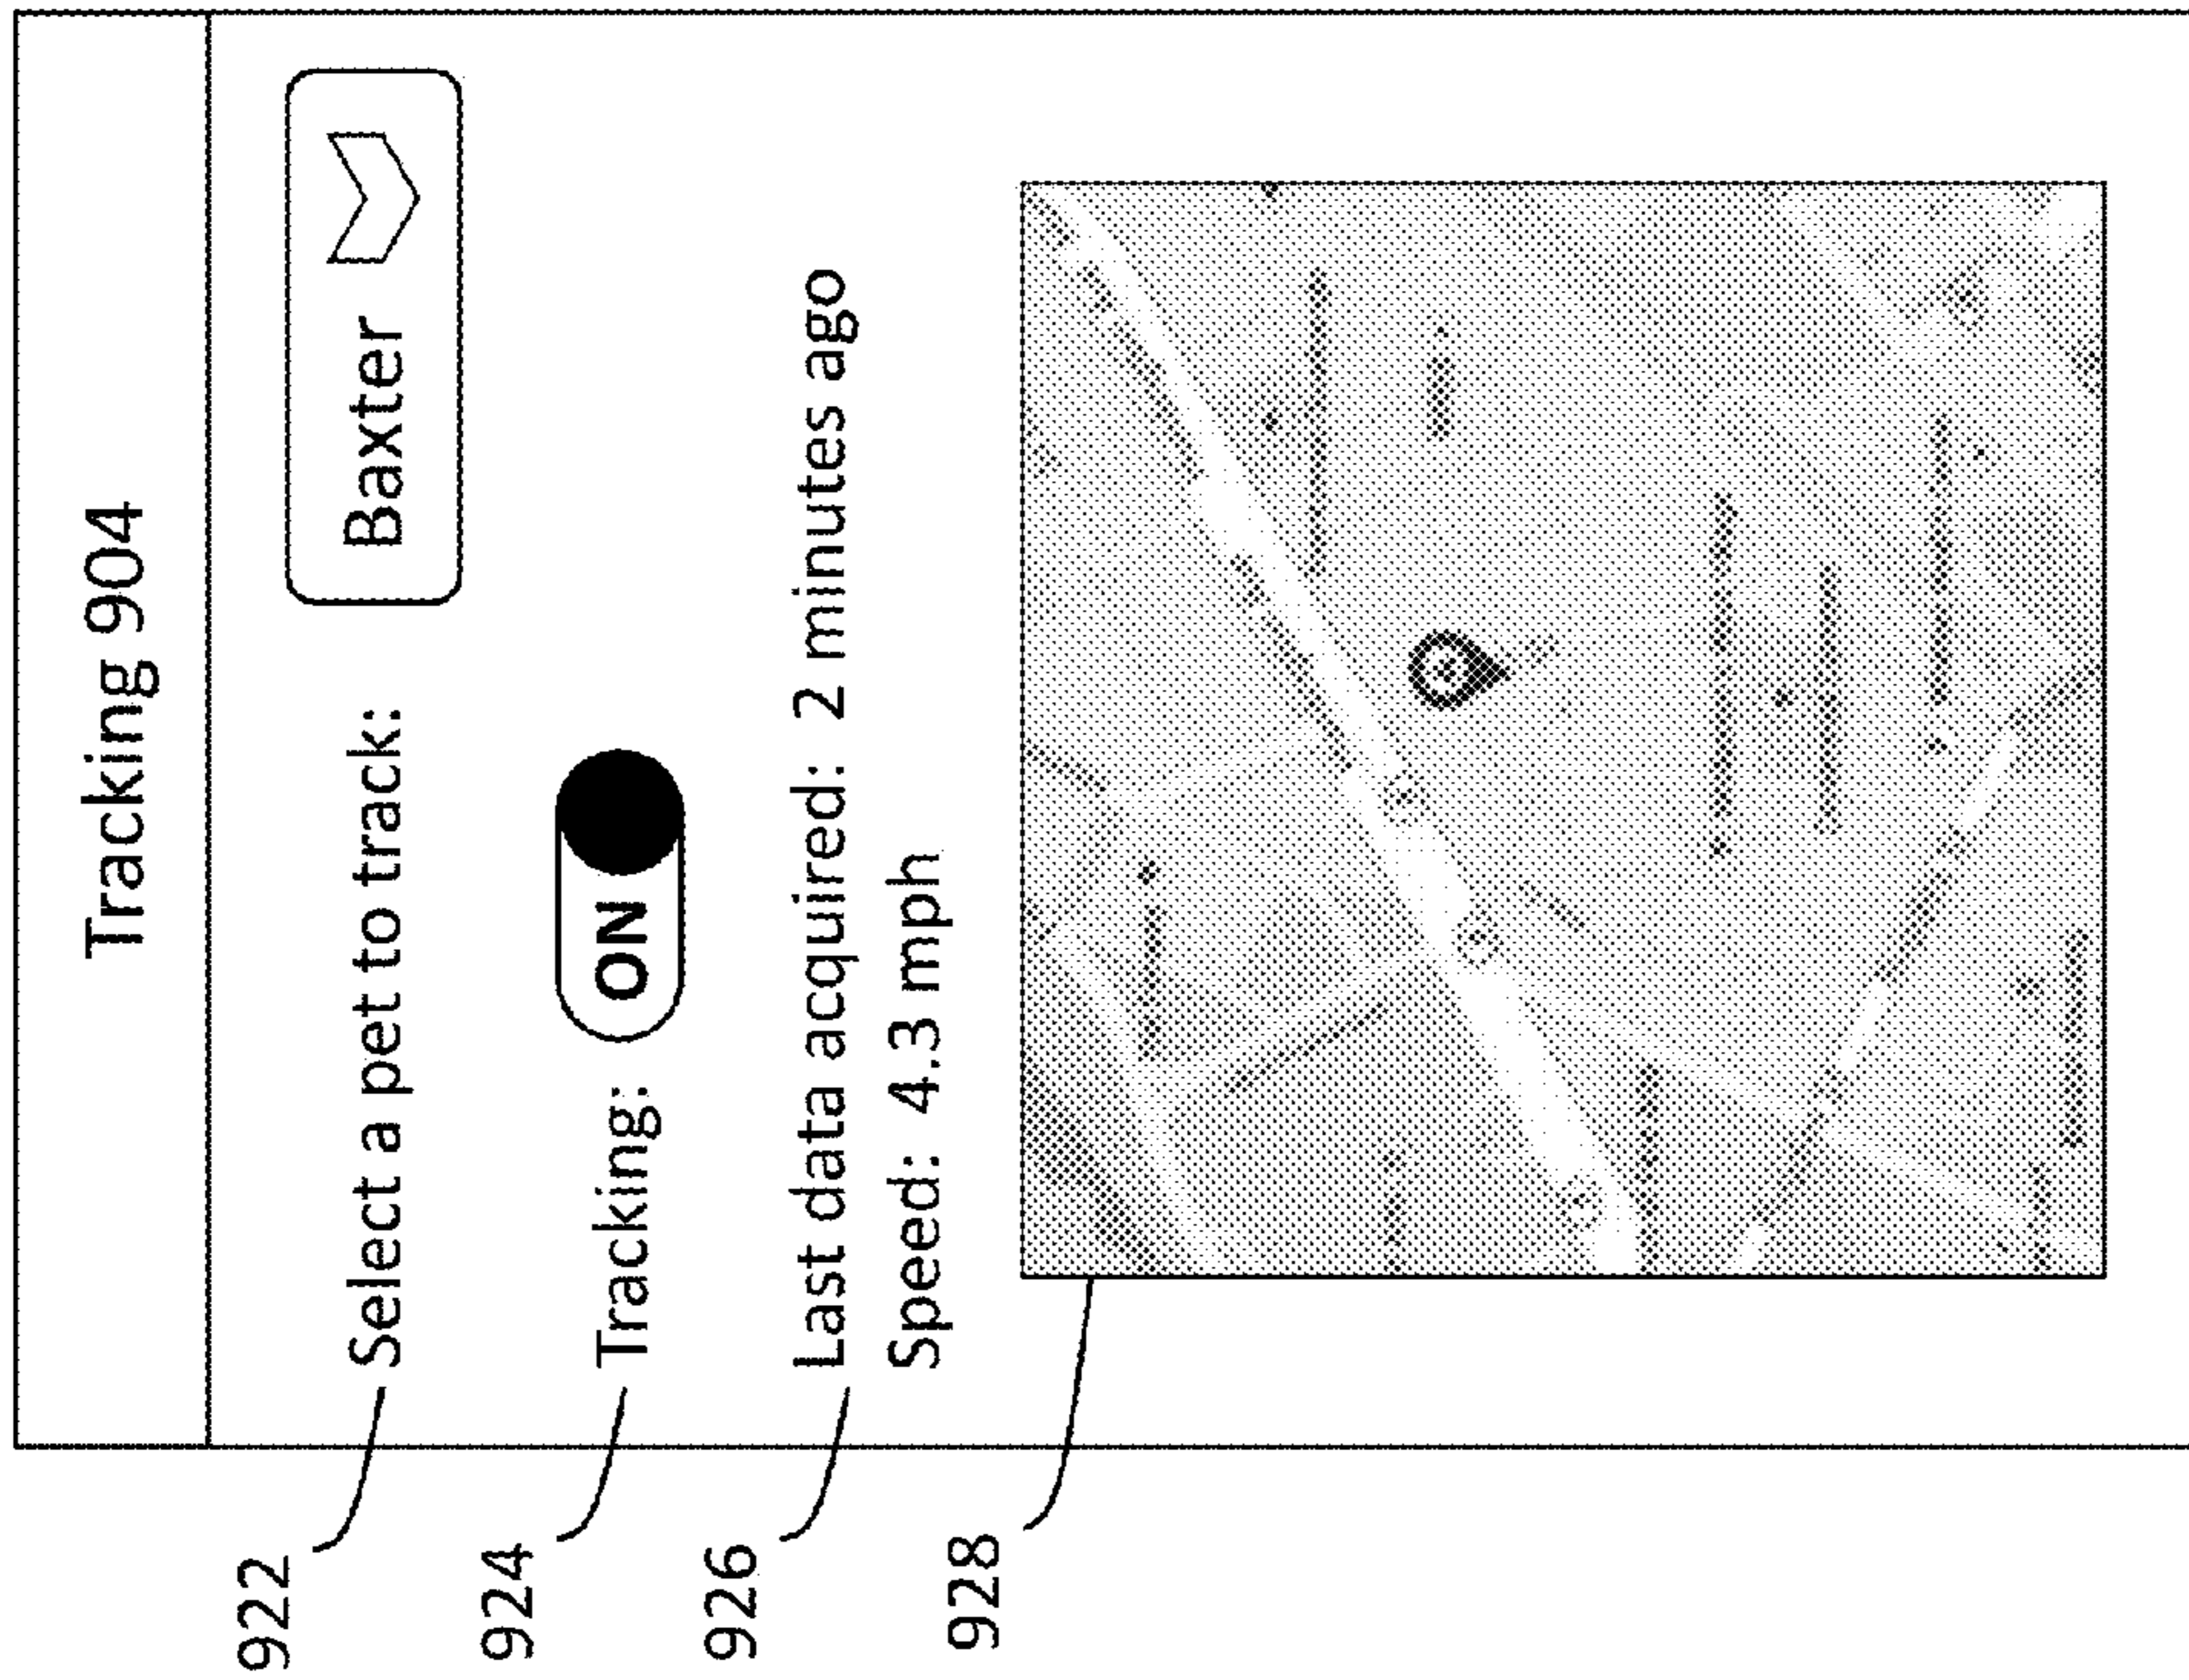 Tracking 904
922 Select a pet to track: Baxter
924 Tracking: ON
926 Last data acquired: 2 minutes ago
Speed: 4.3 mph
928